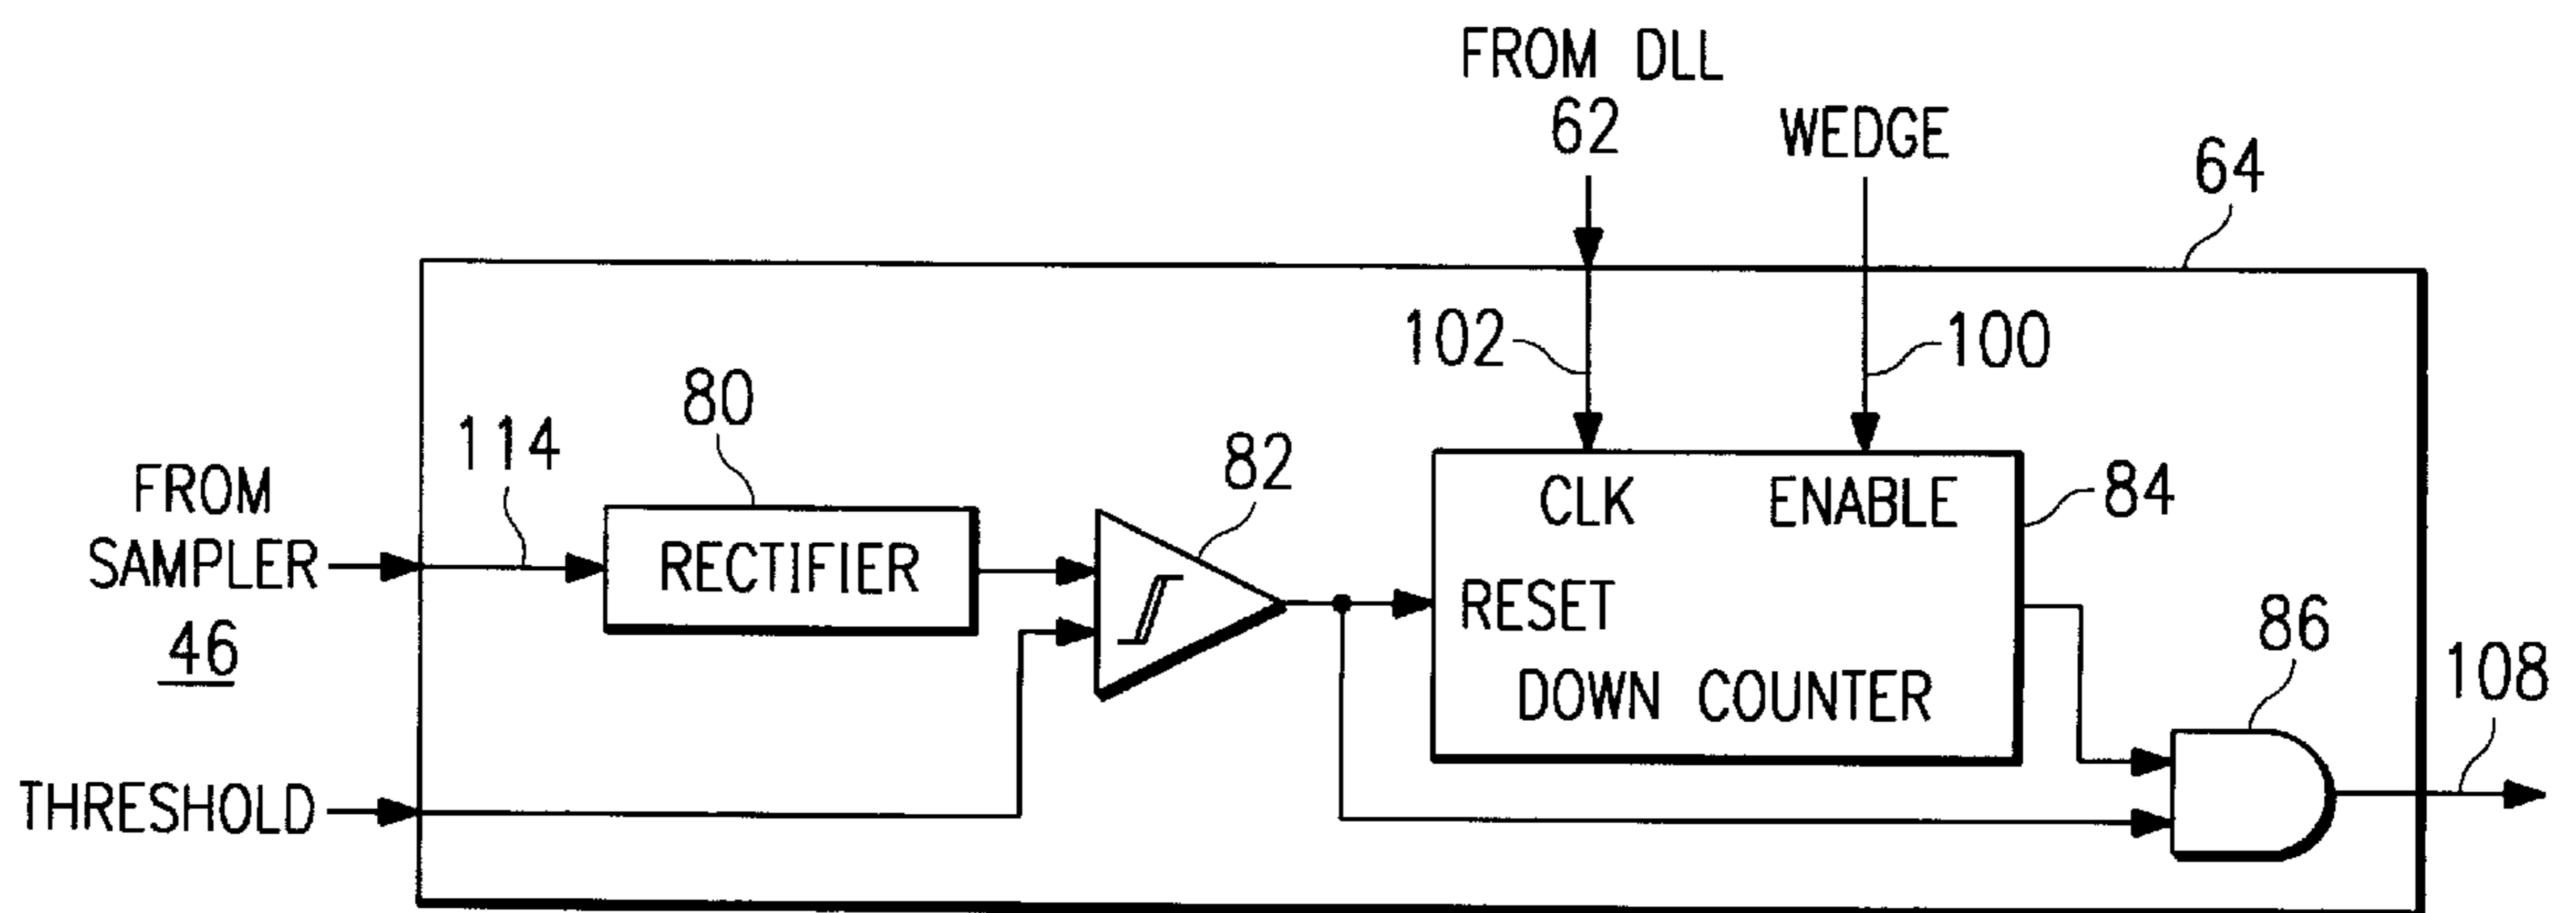 FROM DLL
62
WEDGE
64
102
100
80
114
82
FROM
SAMPLER
46
RECTIFIER
CLK
ENABLE
84
RESET
DOWN COUNTER
86
108
THRESHOLD